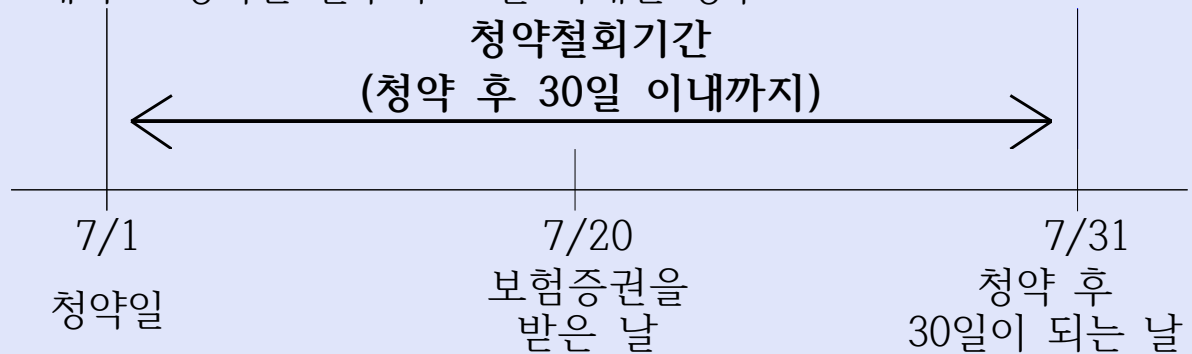 청약철회기간
(청약 후 30일 이내까지)
7/1
7/20
7/31
청약일
보험증권을
받은 날
청약 후
30일이 되는 날